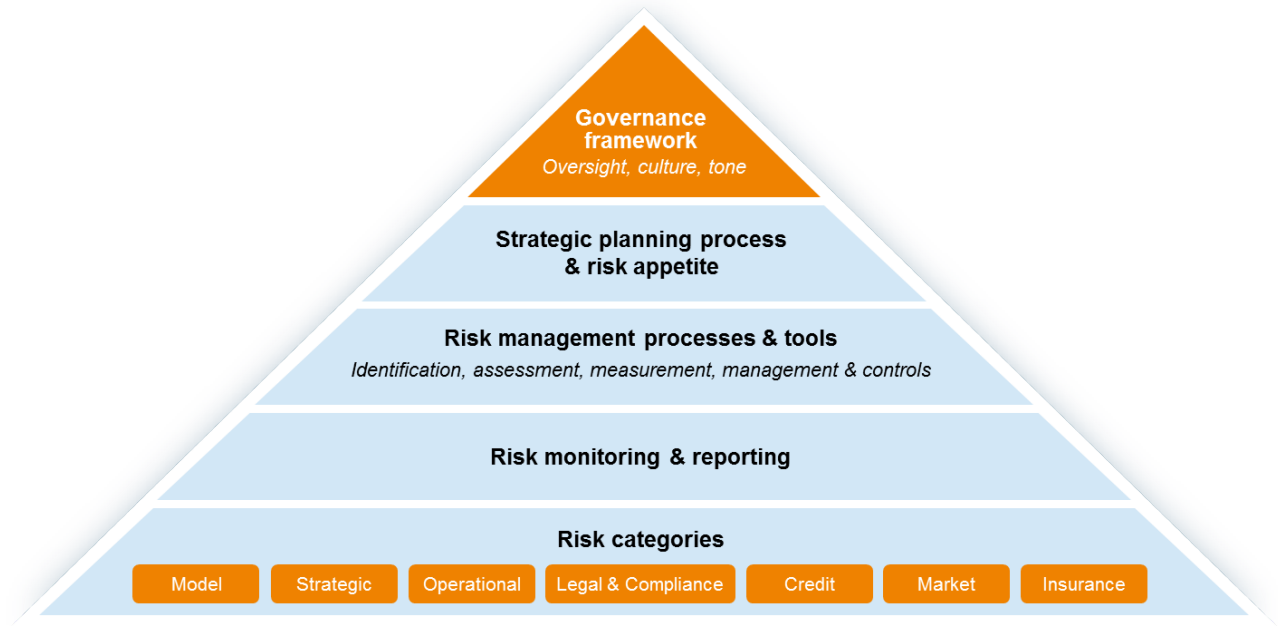 Governance
framework
Oversight, culture, tone
Strategic planning process
& risk appetite
Risk management processes & tools
Identification, assessment, measurement, management & controls
Risk monitoring & reporting
Risk categories
Model
Strategic
Operational
Legal & Compliance
Credit
Market
Insurance